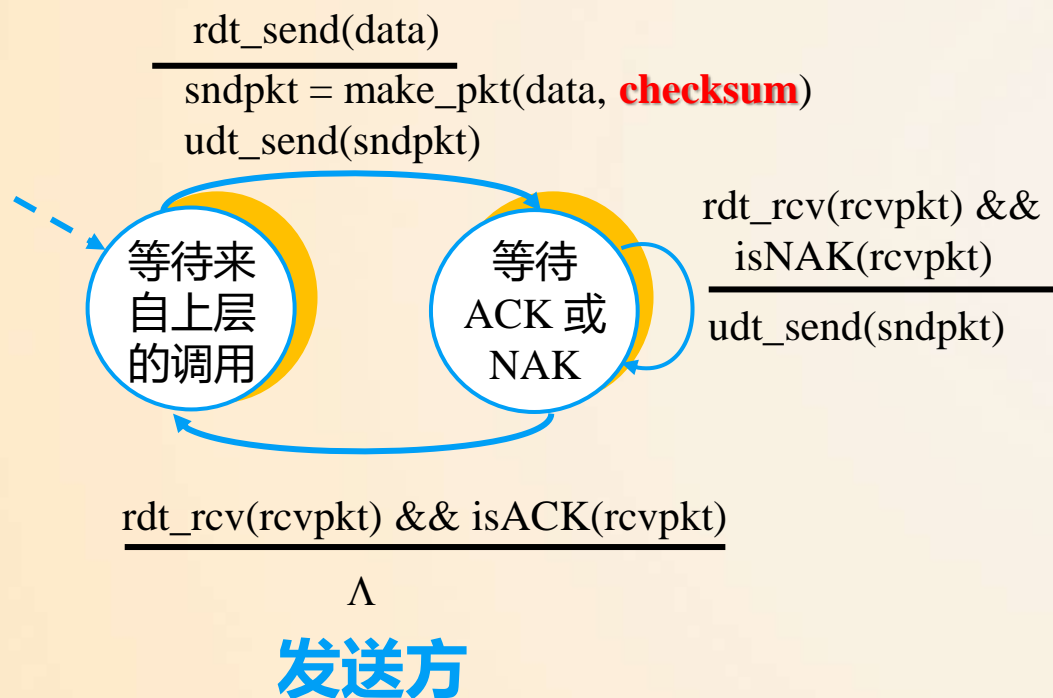 rdt_send(data)
sndpkt = make_pkt(data, checksum)
udt_send(sndpkt)
等待来
自上层
的调用
等待
ACK 或
NAK
rdt_rcv(rcvpkt) &&
isNAK(rcvpkt)
udt_send(sndpkt)
rdt_rcv(rcvpkt) && isACK(rcvpkt)
Λ
发送方